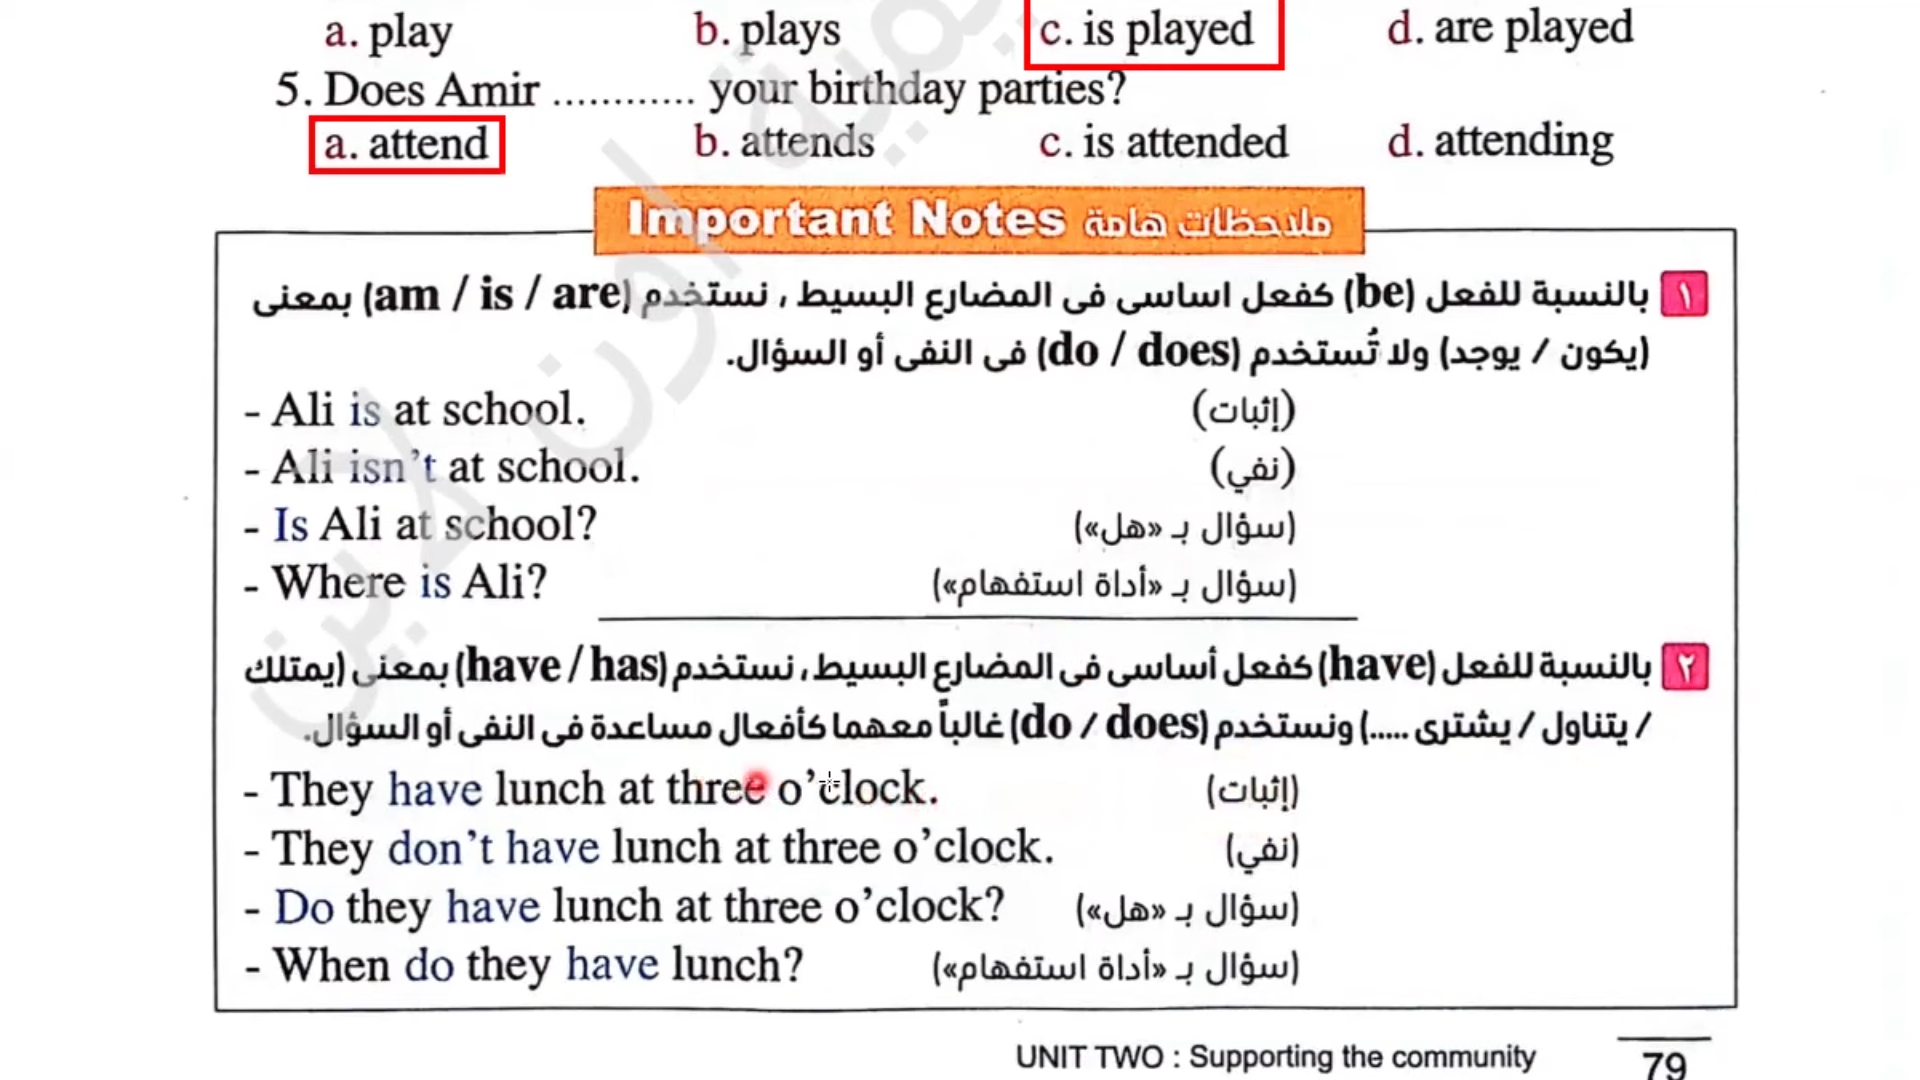 a. play b. plays c. is played d. are played
5. Does Amir ............ your birthday parties?
a. attend b. attends c. is attended d. attending
Important Notes ملاحظات هامة
١ بالنسبة للفعل (be) كفعل اساسى فى المضارع البسيط ، نستخدم (am / is / are) بمعنى
(يكون / يوجد) ولا تُستخدم (do / does) فى النفى أو السؤال.
- Ali is at school. (إثبات)
- Ali isn't at school. (نفي)
- Is Ali at school? (سؤال بـ «هل»)
- Where is Ali? (سؤال بـ «أداة استفهام»)
٢ بالنسبة للفعل (have) كفعل أساسى فى المضارع البسيط، نستخدم (have / has) بمعنى (يمتلك
/ يتناول / يشترى .....) ونستخدم (do / does) غالباً معهما كأفعال مساعدة فى النفى أو السؤال.
- They have lunch at three o'clock. (إثبات)
- They don't have lunch at three o'clock. (نفي)
- Do they have lunch at three o'clock? (سؤال بـ «هل»)
- When do they have lunch? (سؤال بـ «أداة استفهام»)
UNIT TWO : Supporting the community 79